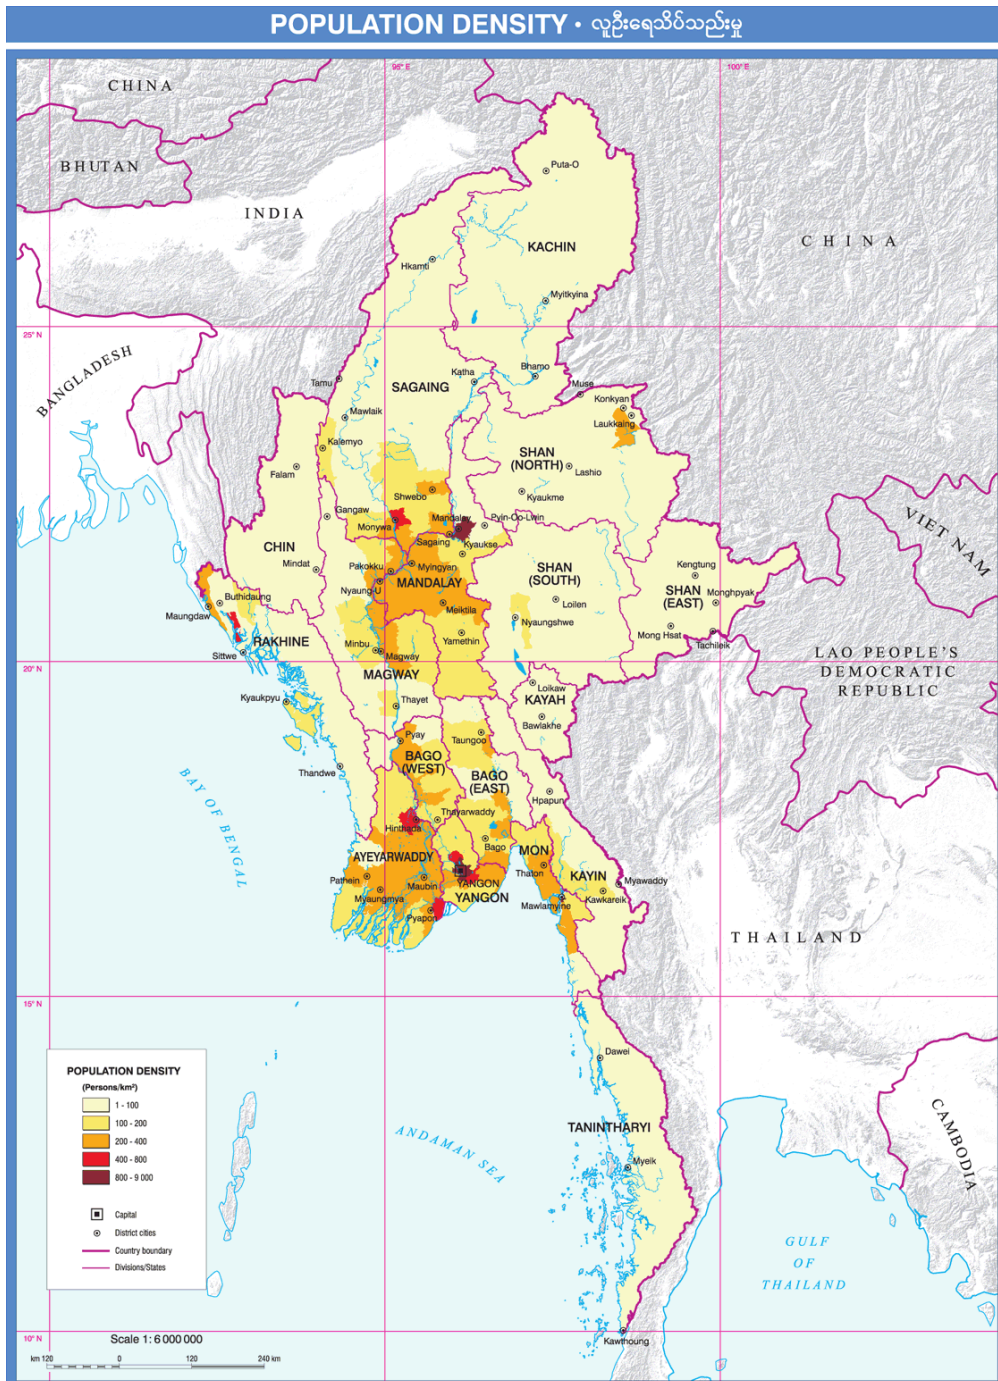 POPULATION DENSITY • လူဦးရေသိပ်သည်းမှု
95° E
100° E
CHINA
BHUTAN
INDIA
CHINA
Puta-O
KACHIN
Hkamti
Myitkyina
25° N
BANGLADESH
Tamu
SAGAING
Katha
Bhamo
Muse
Konkyan
Laukkaing
Mawlaik
Kalemyo
Falam
SHAN
(NORTH)
Lashio
Kyaukme
Shwebo
Gangaw
Monywa
Mandalay
Pyin-Oo-Lwin
Sagaing
Kyaukse
VIET NAM
CHIN
Mindat
Pakokku
Myingyan
MANDALAY
Nyaung-U
Meiktila
SHAN
(SOUTH)
Loilen
Kengtung
SHAN
(EAST)
Monghpyak
Buthidaung
Maungdaw
Nyaungshwe
Mong Hsat
Tachileik
RAKHINE
Sittwe
Minbu
Magway
Yamethin
20° N
MAGWAY
LAO PEOPLE'S
DEMOCRATIC
REPUBLIC
Loikaw
KAYAH
Bawlakhe
Kyaukpyu
Thayet
Pyay
Taungoo
BAGO
(WEST)
BAGO
(EAST)
Thandwe
Hpapun
BAY OF BENGAL
Thayarwaddy
Hinthada
Bago
AYEYARWADDY
MON
Thaton
KAYIN
Myawaddy
Kawkareik
Pathein
Maubin
YANGON
YANGON
Myaungmya
Mawlamyine
Pyapon
THAILAND
15° N
Dawei
TANINTHARYI
Myeik
ANDAMAN SEA
CAMBODIA
GULF
OF
THAILAND
Kawthoung
10° N
POPULATION DENSITY
(Persons/km²)
1 - 100
100 - 200
200 - 400
400 - 800
800 - 9 000
Capital
District cities
Country boundary
Divisions/States
Scale 1: 6 000 000
km 120 0 120 240 km